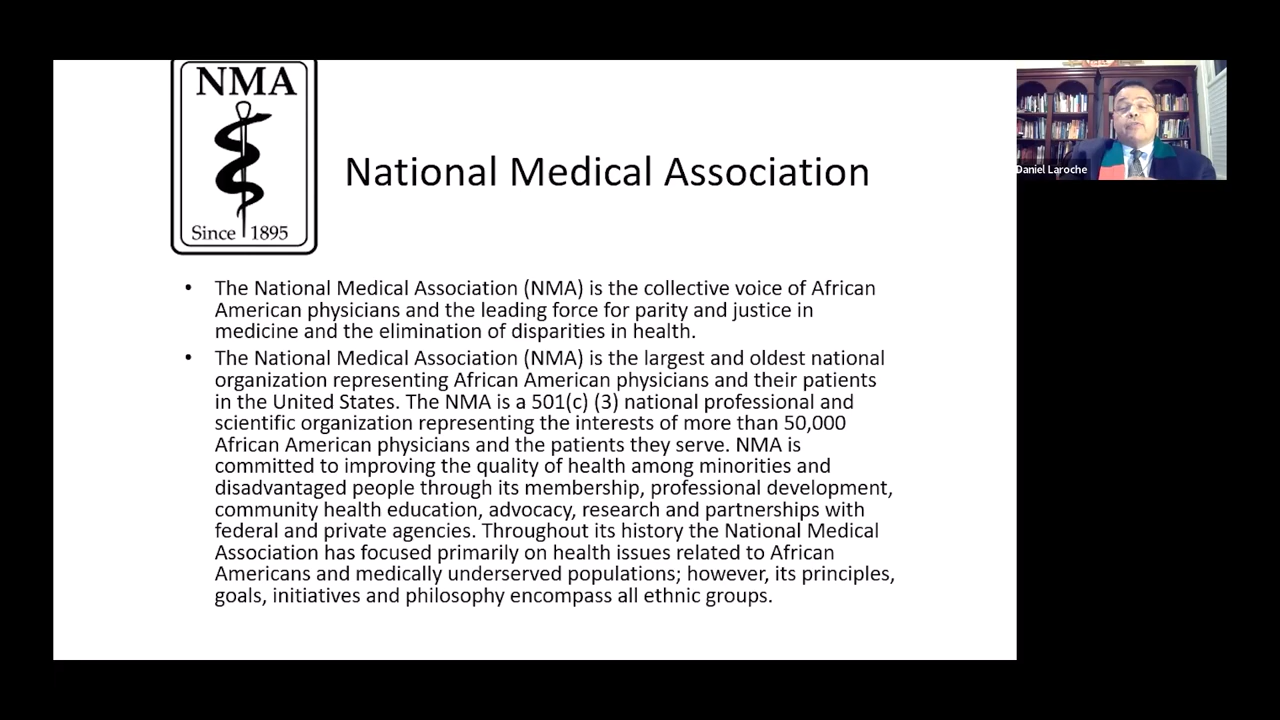 NMA
Since 1895
National Medical Association
• The National Medical Association (NMA) is the collective voice of African
American physicians and the leading force for parity and justice in
medicine and the elimination of disparities in health.
• The National Medical Association (NMA) is the largest and oldest national
organization representing African American physicians and their patients
in the United States. The NMA is a 501(c) (3) national professional and
scientific organization representing the interests of more than 50,000
African American physicians and the patients they serve. NMA is
committed to improving the quality of health among minorities and
disadvantaged people through its membership, professional development,
community health education, advocacy, research and partnerships with
federal and private agencies. Throughout its history the National Medical
Association has focused primarily on health issues related to African
Americans and medically underserved populations; however, its principles,
goals, initiatives and philosophy encompass all ethnic groups.
Daniel Laroche